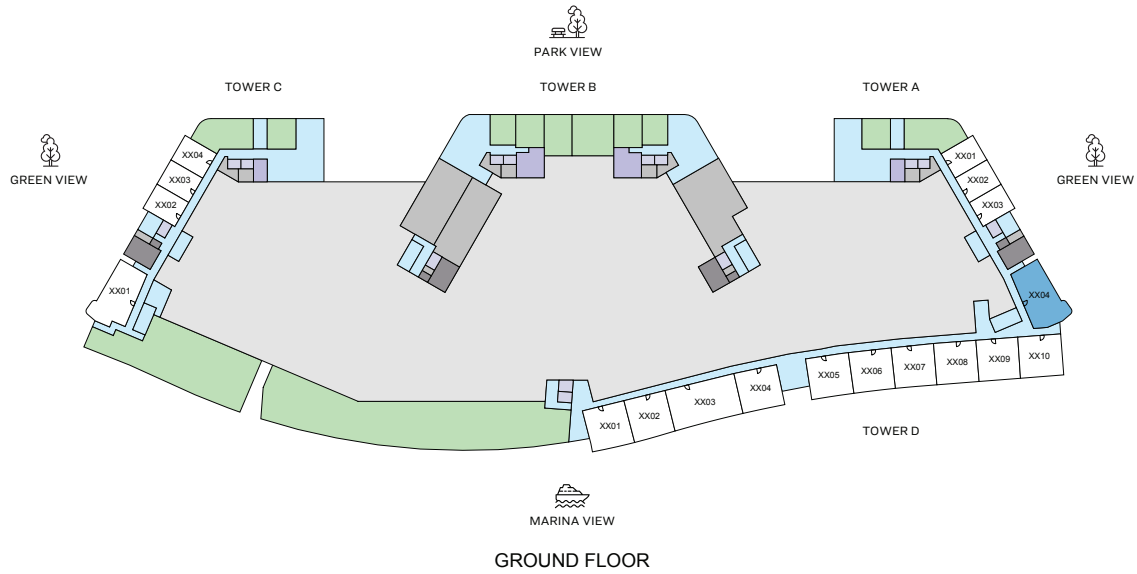 PARK VIEW
TOWER C
TOWER B
TOWER A
GREEN VIEW
GREEN VIEW
XX04
XX03
XX02
XX01
XX01
XX02
XX03
XX04
XX01
XX02
XX03
XX04
XX05
XX06
XX07
XX08
XX09
XX10
TOWER D
MARINA VIEW
GROUND FLOOR